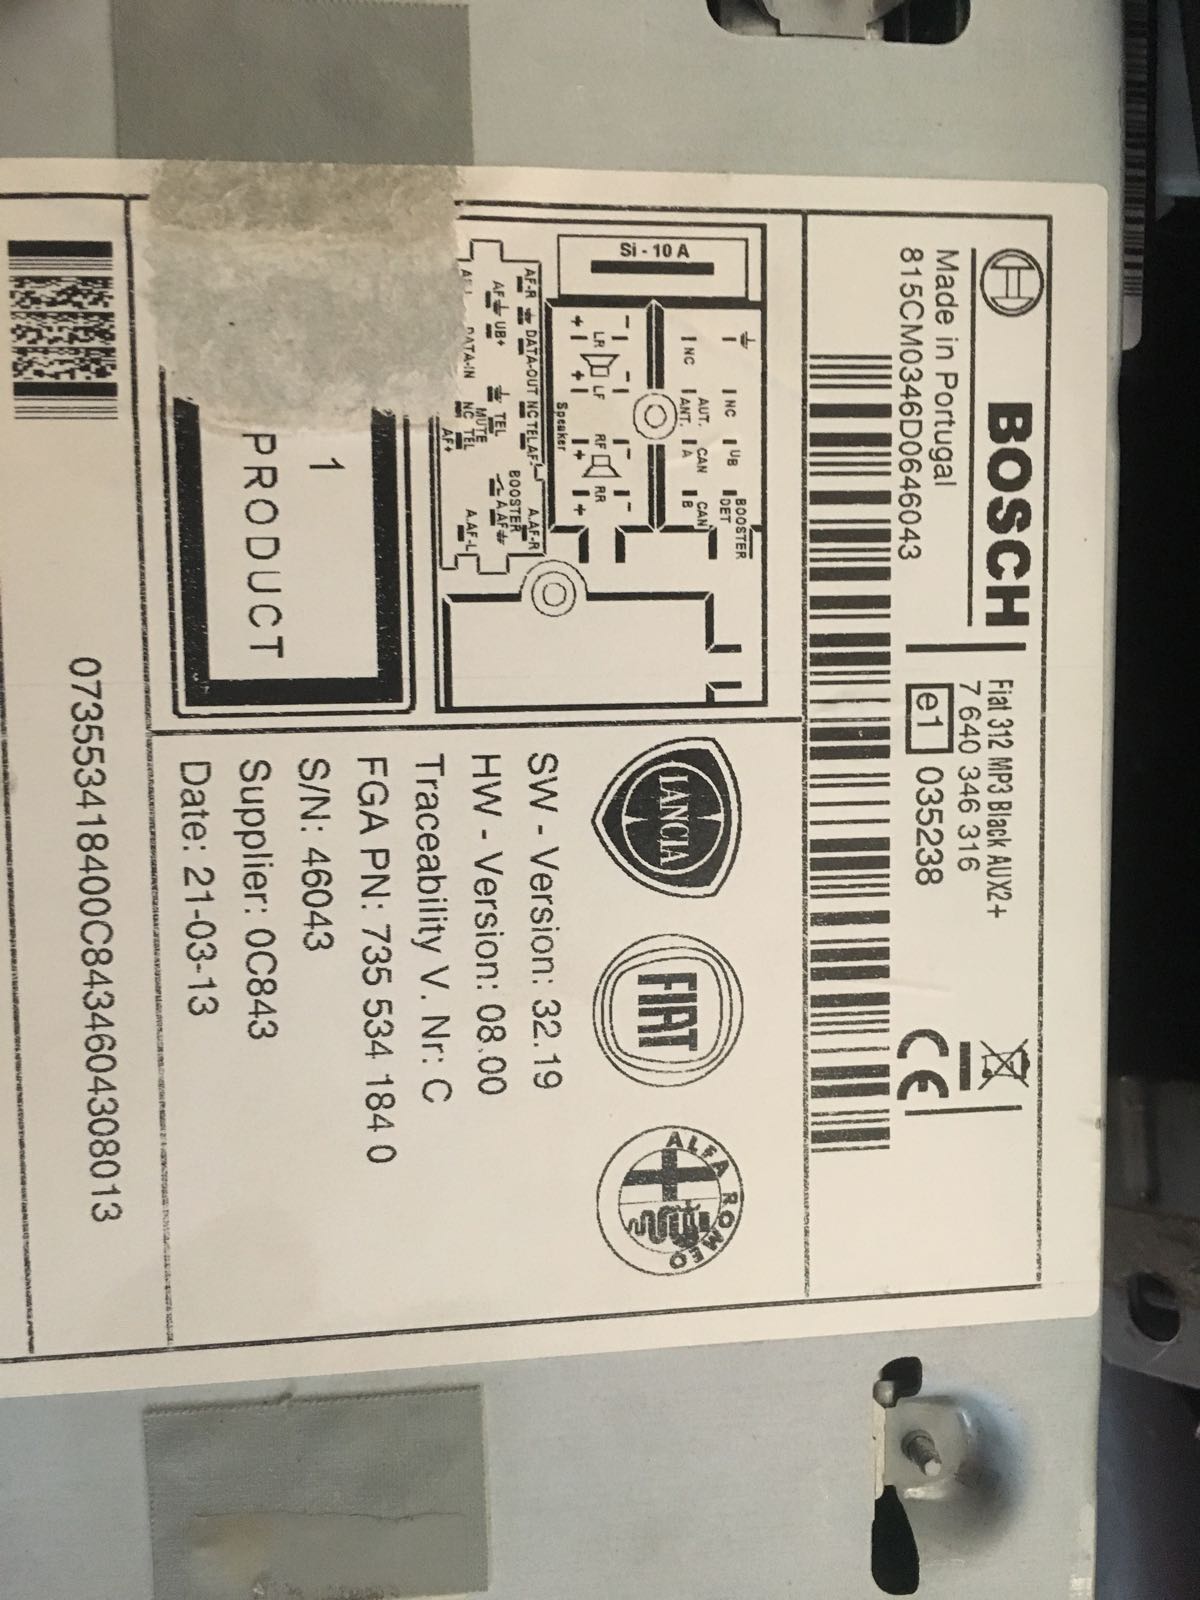 BOSCH
Made in Portugal
815CM0346D0646043
Fiat 312 MP3 Black AUX2+
7 640 346 316
e1 035238
CE
Si - 10 A
NC UB BOOSTER DET
NC AUT. ANT. CAN A CAN B
LR LF RF RR
Speaker
AF-R DATA-OUT NC TEL AF- A.AF-R
AF UB+ TEL MUTE BOOSTER A.AF
DATA-IN NC TEL AF+ A.AF-L
1
PRODUCT
LANCIA
FIAT
ALFA ROMEO
SW - Version: 32.19
HW - Version: 08.00
Traceability V. Nr: C
FGA PN: 735 534 184 0
S/N: 46043
Supplier: 0C843
Date: 21-03-13
073553418400C8434604308013